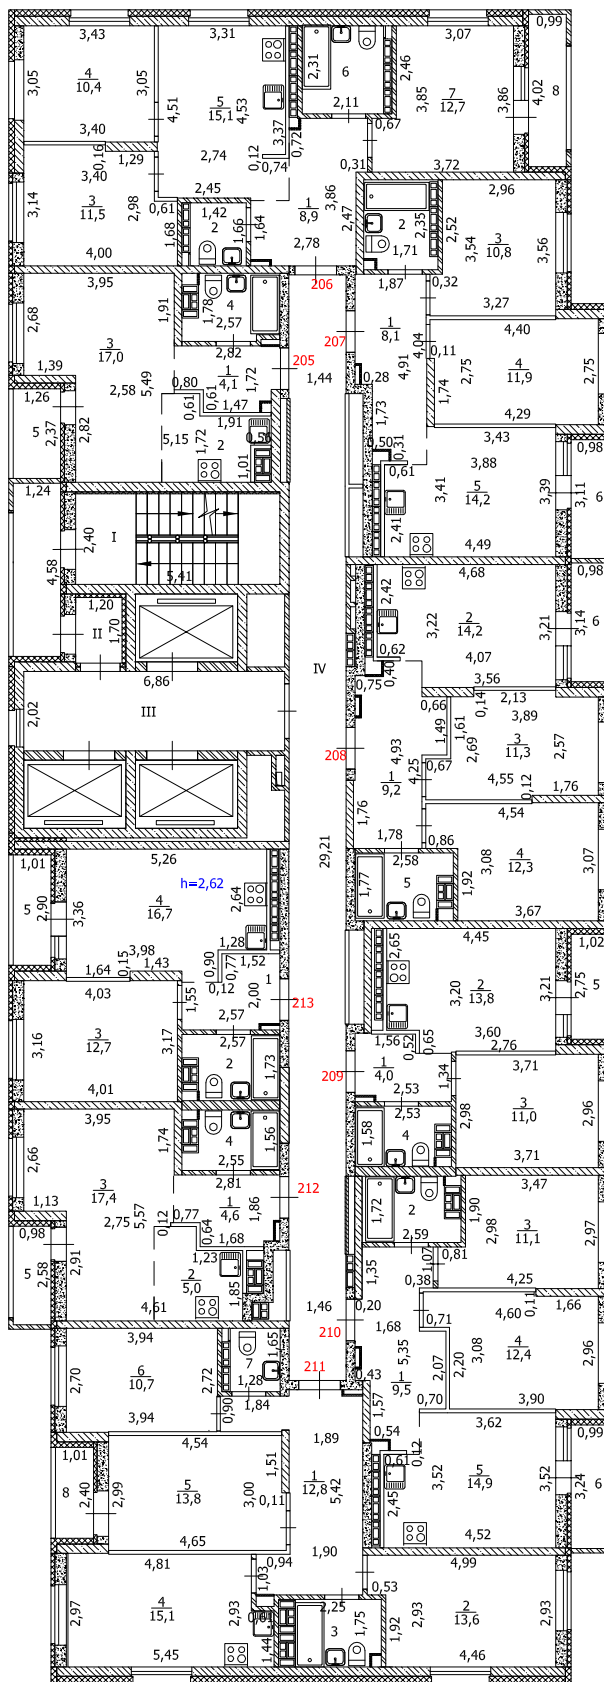 3,43 3,31 3,07 0,99
3,05 4 10,4 3,05 4,51 5 15,1 4,53 2,31 6 2,46 3,85 7 12,7 3,86 4,02 8
3,37 2,11
3,40 0,16 1,29 2,74 0,12 0,74 0,72 0,67
3,40 0,31 3,72
3,14 3 11,5 2,98 0,61 2,45 3,86 2,96
1,68 1,42 2 1,66 1,64 1 8,9 2,47 2 2,35 2,52 3,54 3 10,8 3,56
4,00 2,78 1,71
3,95 206 1,87 0,32 3,27
2,68 1,91 1,78 4 2,57 207 1 8,1 4,04 4,40
3 17,0 2,82 205 4,91 0,11 2,75 4 11,9 2,75
1,39 2,58 5,49 0,80 1 4,1 1,72 1,44 0,28 1,74
1,26 0,61 0,61 1,47 1,73 4,29
5 2,37 2,82 5,15 1,72 1,91 2 0,56 0,50 0,31 3,43 0,98
1,24 1,01 0,61 3,88
3,41 5 14,2 3,39 3,11 6
2,40 I 2,41 4,49
4,58 5,41 4,68 0,98
1,20 2,42 2 14,2 3,22 3,21 3,14 6
II 1,70 IV 0,62 4,07
6,86 0,75 0,40 3,56
2,02 III 0,66 0,14 2,13
1,49 1,61 3,89
208 4,93 2,69 3 11,3 2,57
4,25 0,67
1 9,2 4,55 0,12 1,76
1,76 4,54
1,78 0,86
5,26 29,21 2,58 3,08 4 12,3 3,07
1,01 h=2,62 1,77 5 1,92
5 2,90 3,36 4 16,7 2,64 3,67
1,28 4,45 1,02
0,15 3,98 0,90 0,77 1,52 2,65 2 13,8
1,64 1,43 0,12 1 3,20 3,21 2,75 5
4,03 1,55 2,00 213 1,56 0,52 0,65 3,60
2,57 2,76
3,16 3 12,7 3,17 2,57 209 1 4,0 1,34 3,71
2 1,73 2,53 3 11,0
4,01 2,53 2,98 2,96
3,95 1,58 4 3,71
2,66 1,74 4 1,56
2,55 3,47
3 17,4 2,81 212 1,72 2 1,90 2,98 3 11,1 2,97
1,13 2,75 5,57 0,12 0,77 1 4,6 1,86 2,59
0,98 0,64 1,68 1,07 0,81
5 2,58 2,91 1,23 1,35 0,38 4,25
2 5,0 1,85 1,46 0,20 4,60 0,11 1,66
4,61 210 1,68 0,71
3,94 1,65 5,35 2,20 3,08 4 12,4 2,96
7 211 2,07
2,70 6 10,7 2,72 1,28 0,43 1 9,5
1,84 0,70 3,90
3,94 0,90 1,57 3,62 0,99
4,54 1,89 0,54
1,01 1,51 0,61 0,12
8 2,40 2,99 5 13,8 3,00 0,11 1 12,8 5,42 3,52 5 14,9 3,52 3,24 6
2,45
4,65 4,52
4,81 0,94 1,90 4,99
1,03 0,53
2,97 4 15,1 2,93 0,61 2,25 2,93 2 13,6 2,93
1,44 3 1,75 1,92
5,45 4,46